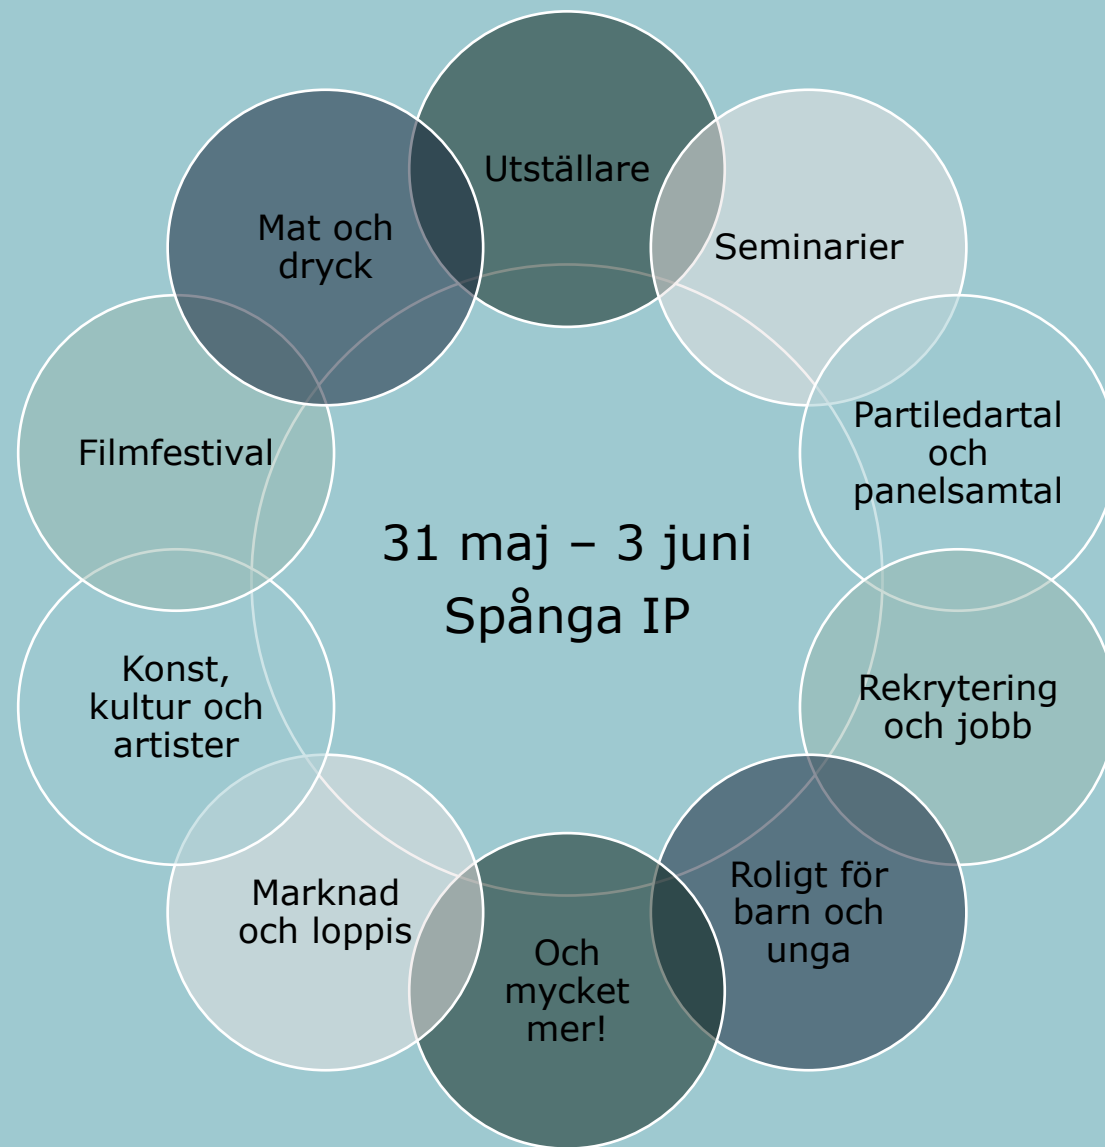 Utställare
Seminarier
Partiledartal
och
panelsamtal
Rekrytering
och jobb
Roligt för
barn och
unga
Och
mycket
mer!
Marknad
och loppis
Konst,
kultur och
artister
Filmfestival
Mat och
dryck
31 maj – 3 juni
Spånga IP